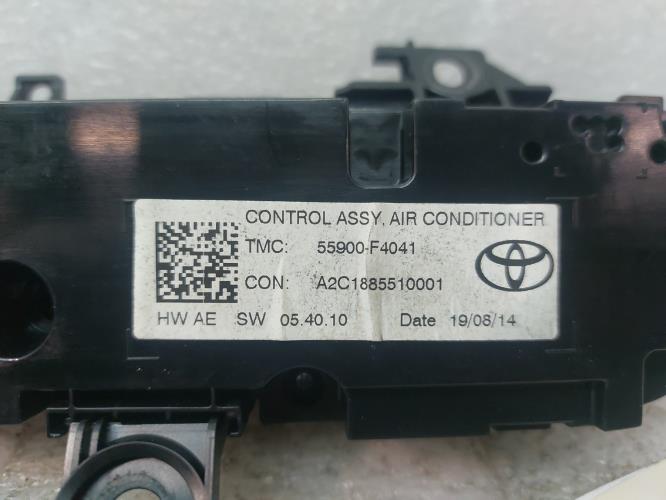 CONTROL ASSY, AIR CONDITIONER
TMC: 55900-F4041
CON: A2C1885510001
HW AE SW 05.40.10 Date 19/08/14